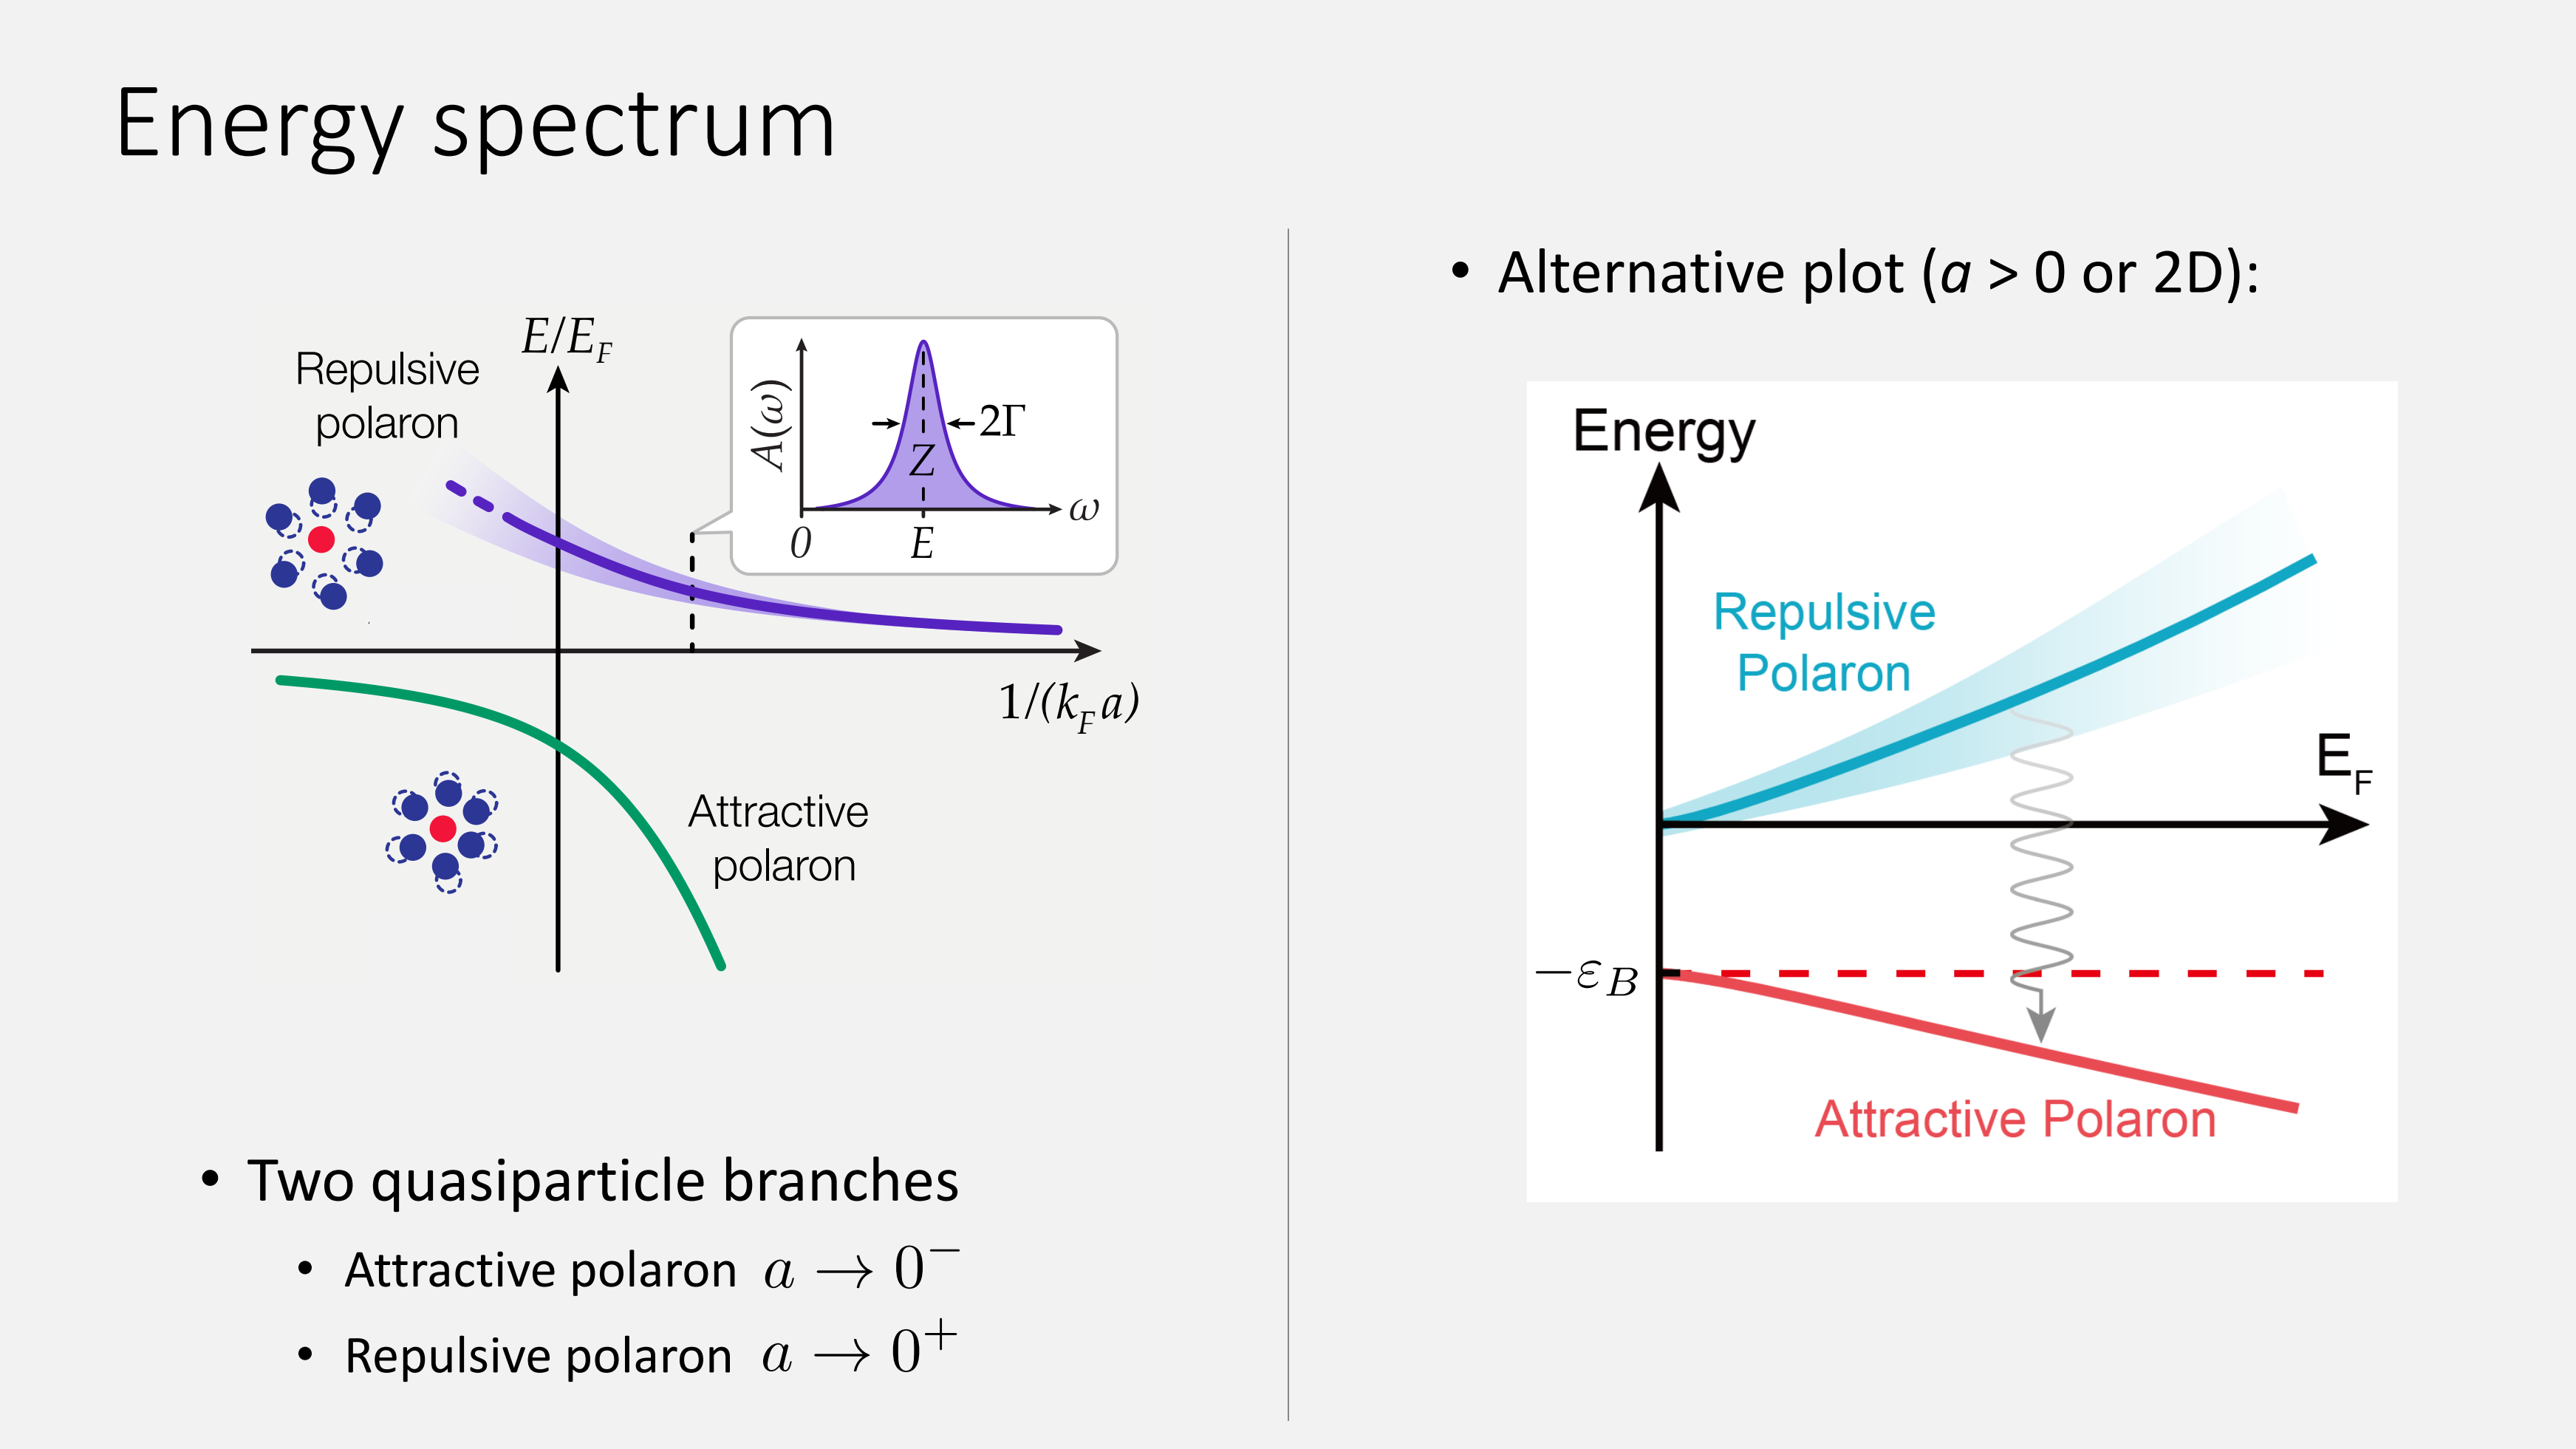 Energy spectrum
E/E_F
Repulsive
polaron
A(ω)
2Γ
Z
ω
0
E
1/(k_F a)
Attractive
polaron
• Two quasiparticle branches
• Attractive polaron a → 0⁻
• Repulsive polaron a → 0⁺
• Alternative plot (a > 0 or 2D):
Energy
Repulsive
Polaron
E_F
−ε_B
Attractive Polaron